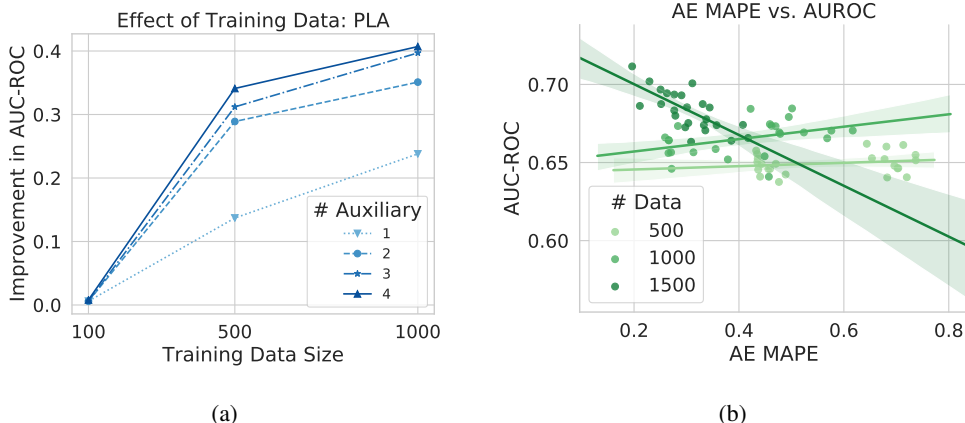 Effect of Training Data: PLA
Improvement in AUC-ROC
0.4
0.3
0.2
0.1
0.0
# Auxiliary
1
2
3
4
100
500
1000
Training Data Size
(a)
AE MAPE vs. AUROC
AUC-ROC
0.70
0.65
0.60
# Data
500
1000
1500
0.2
0.4
0.6
0.8
AE MAPE
(b)